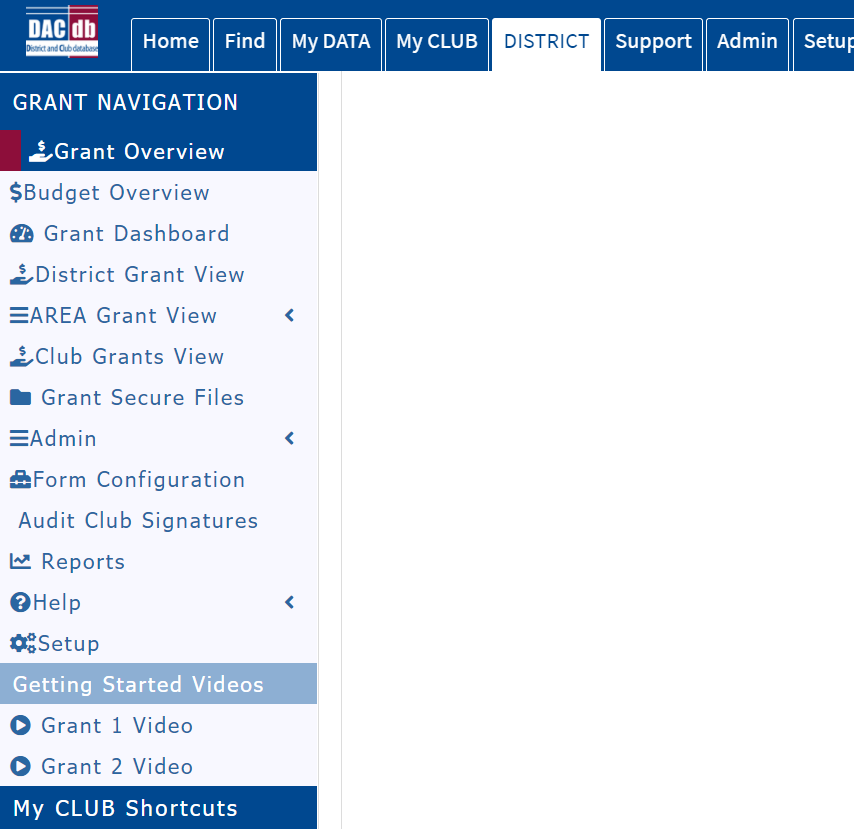 DACdb
District and Club database
Home Find My DATA My CLUB DISTRICT Support Admin Setup
GRANT NAVIGATION
Grant Overview
Budget Overview
Grant Dashboard
District Grant View
AREA Grant View
Club Grants View
Grant Secure Files
Admin
Form Configuration
Audit Club Signatures
Reports
Help
Setup
Getting Started Videos
Grant 1 Video
Grant 2 Video
My CLUB Shortcuts